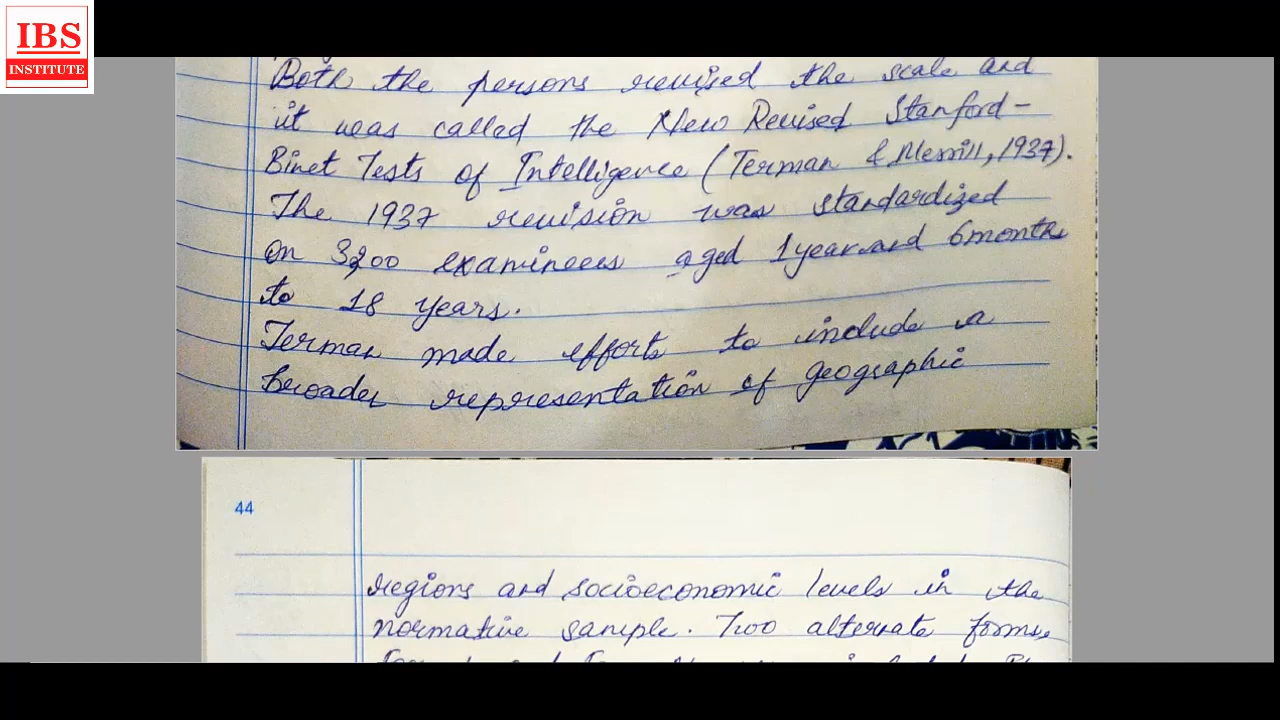 IBS
INSTITUTE
Both the persons revised the scale and
it was called the New Revised Stanford-
Binet Tests of Intelligence (Terman & Merrill, 1937).
The 1937 revision was standardized
on 3200 examinees aged 1 year and 6 months
to 18 years.
Terman made efforts to include a
broader representation of geographic
44
regions and socioeconomic levels in the
normative sample. Two alternate forms,